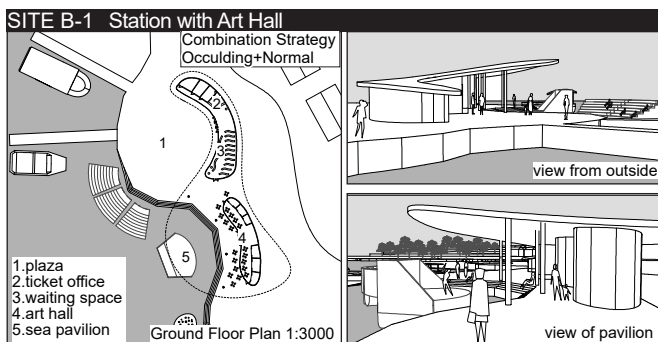 SITE B-1 Station with Art Hall
Combination Strategy
Occulding+Normal
2
1
3
4
5
1.plaza
2.ticket office
3.waiting space
4.art hall
5.sea pavilion
Ground Floor Plan 1:3000
view from outside
view of pavilion